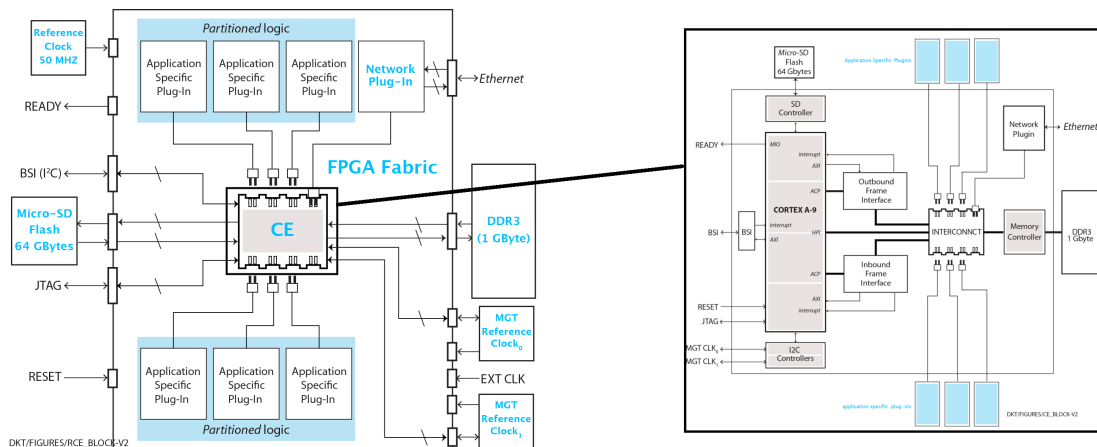 Reference
Clock
50 MHZ
READY
BSI (I²C)
Micro-SD
Flash
64 GBytes
JTAG
RESET
DKT/FIGURES/RCE_BLOCK-V2
Partitioned logic
Application
Specific
Plug-In
Application
Specific
Plug-In
Application
Specific
Plug-In
Network
Plug-In
Ethernet
FPGA Fabric
CE
DDR3
(1 GByte)
MGT
Reference
Clock0
EXT CLK
MGT
Reference
Clock1
Application
Specific
Plug-In
Application
Specific
Plug-In
Application
Specific
Plug-In
Partitioned logic
Micro-SD
Flash
64 Gbytes
SD
Controller
READY
MIO
interrupt
AXI
ACP
CORTEX A-9
interrupt
HPI
AXI
ACP
AXI
interrupt
BSI
BSI
RESET
JTAG
MGT CLK0
MGT CLK1
I2C
Controllers
Outbound
Frame
Interface
Inbound
Frame
Interface
Application Specific Plugins
Network
Plugin
Ethernet
INTERCONNCT
Memory
Controller
DDR3
1 Gbyte
application specific plug-ins
DKT/FIGURES/CE_BLOCK-V2